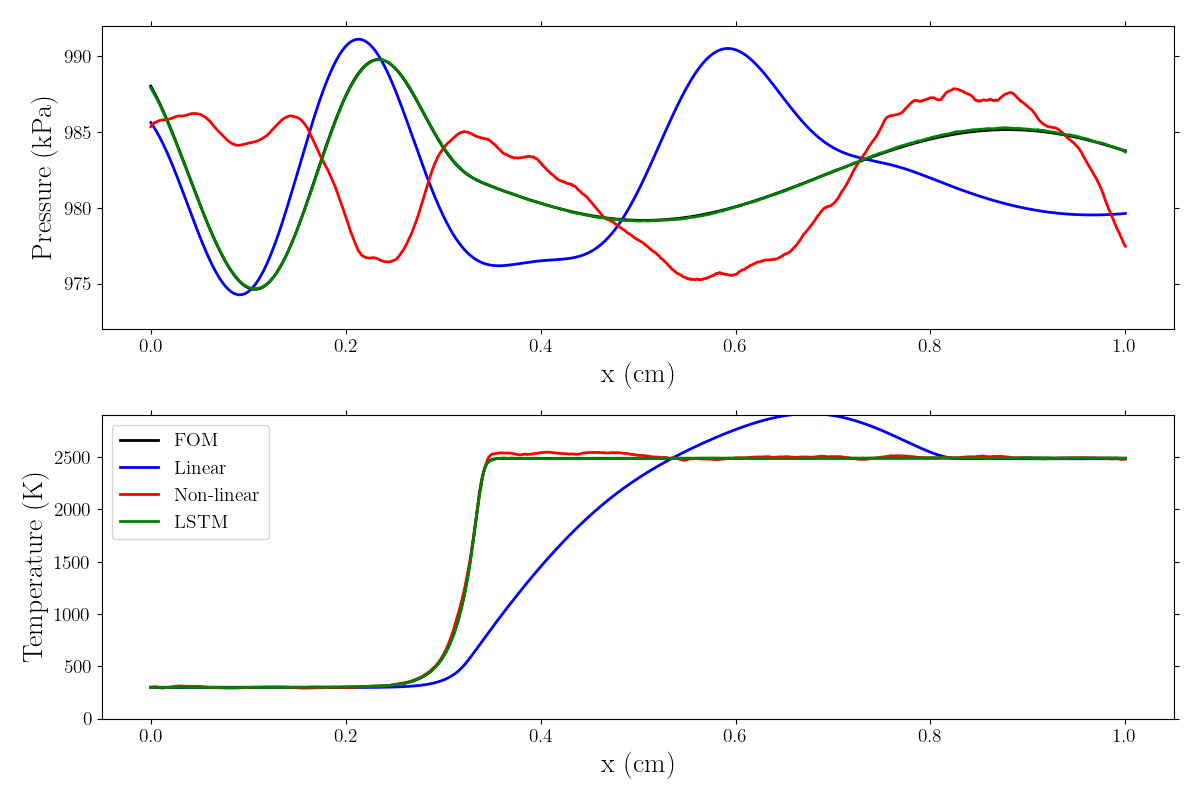 990
985
980
975
Pressure (kPa)
0.0 0.2 0.4 0.6 0.8 1.0
x (cm)
2500
2000
1500
1000
500
0
Temperature (K)
FOM
Linear
Non-linear
LSTM
0.0 0.2 0.4 0.6 0.8 1.0
x (cm)